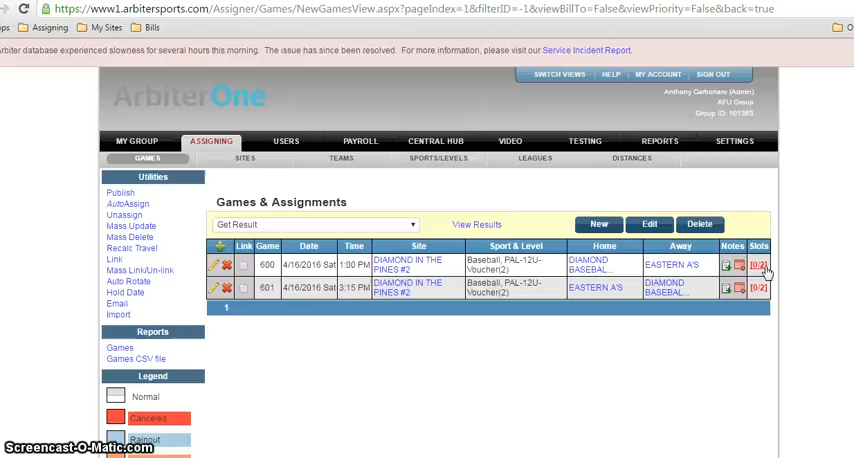 https://www1.arbitersports.com/Assigner/Games/NewGamesView.aspx?pageIndex=1&filterID=-1&viewBillTo=False&viewPriority=False&back=true
Assigning My Sites Bills
rbiter database experienced slowness for several hours this morning. The issue has since been resolved. For more information, please visit our Service Incident Report.
SWITCH VIEWS HELP MY ACCOUNT SIGN OUT
ArbiterOne
Anthony Carbonaro (Admin)
AFU Group
Group ID: 101363
MY GROUP ASSIGNING USERS PAYROLL CENTRAL HUB VIDEO TESTING REPORTS SETTINGS
GAMES SITES TEAMS SPORTS/LEVELS LEAGUES DISTANCES
Utilities
Publish
AutoAssign
Unassign
Mass Update
Mass Delete
Recalc Travel
Link
Mass Link/Un-link
Auto Rotate
Hold Date
Email
Import
Reports
Games
Games CSV file
Legend
Normal
Canceled
Rainout
Games & Assignments
Get Result View Results New Edit Delete
Link Game Date Time Site Sport & Level Home Away Notes Slots
600 4/16/2016 Sat 1:00 PM DIAMOND IN THE PINES #2 Baseball, PAL-12U-Voucher(2) DIAMOND BASEBAL... EASTERN A'S [0/2]
601 4/16/2016 Sat 3:15 PM DIAMOND IN THE PINES #2 Baseball, PAL-12U-Voucher(2) EASTERN A'S DIAMOND BASEBAL... [0/2]
1
Screencast-O-Matic.com